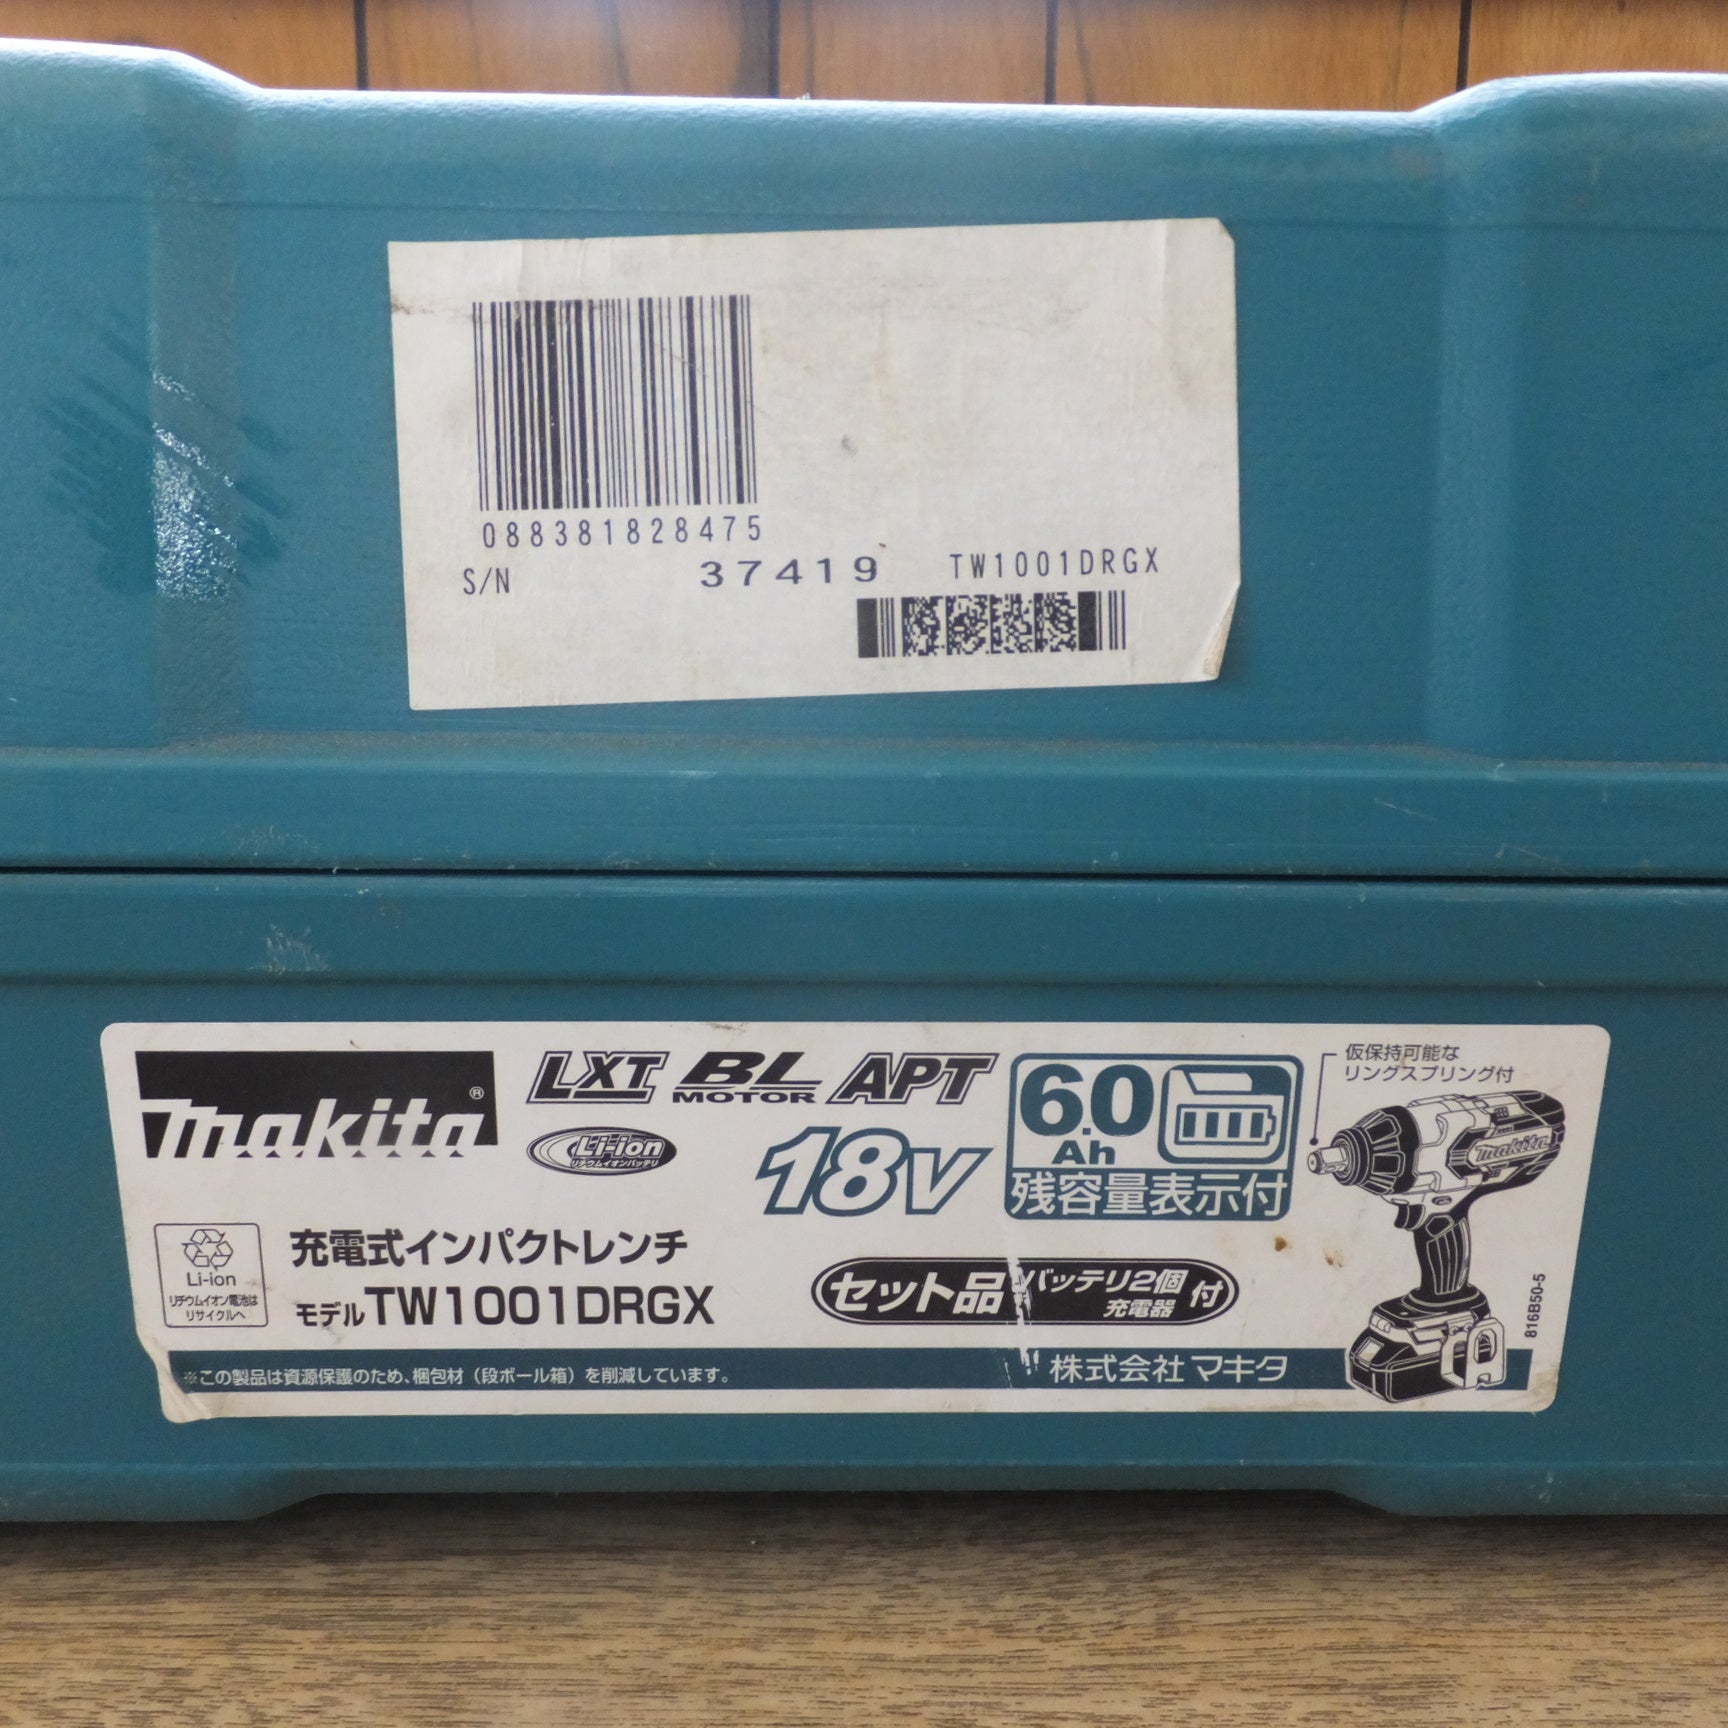 088381828475
S/N 37419 TW1001DRGX
makita®
LXT BL MOTOR APT
Li-ion
リチウムイオンバッテリ
18V
6.0
Ah
残容量表示付
仮保持可能な
リングスプリング付
makita
Li-ion
リチウムイオン電池は
リサイクルへ
充電式インパクトレンチ
モデル TW1001DRGX
セット品 バッテリ2個
充電器 付
816B50-5
※この製品は資源保護のため、梱包材(段ボール箱)を削減しています。
株式会社マキタ